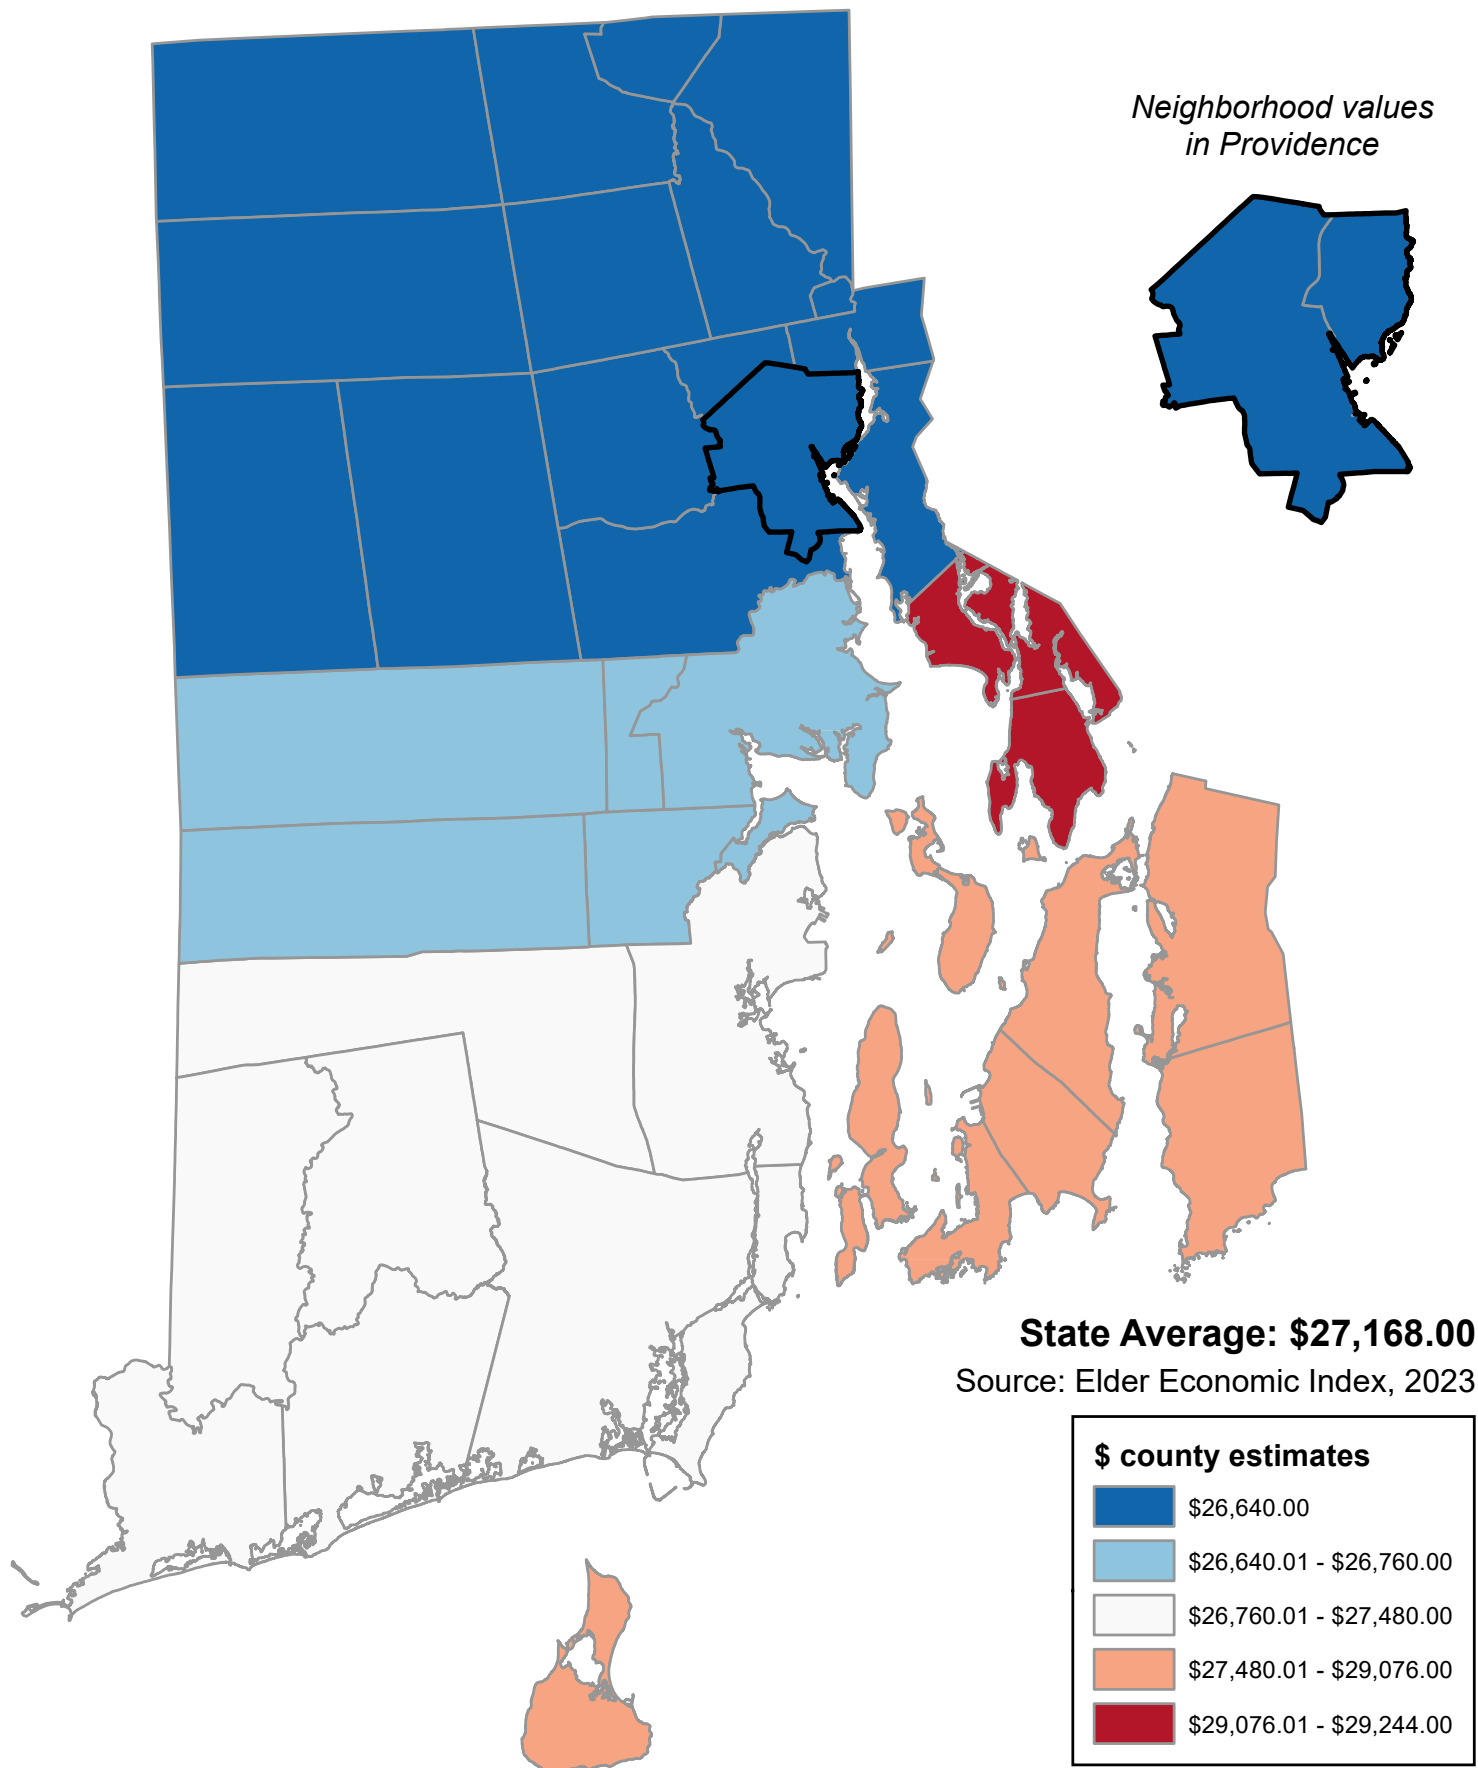 Neighborhood values
in Providence
State Average: $27,168.00
Source: Elder Economic Index, 2023
$ county estimates
$26,640.00
$26,640.01 - $26,760.00
$26,760.01 - $27,480.00
$27,480.01 - $29,076.00
$29,076.01 - $29,244.00